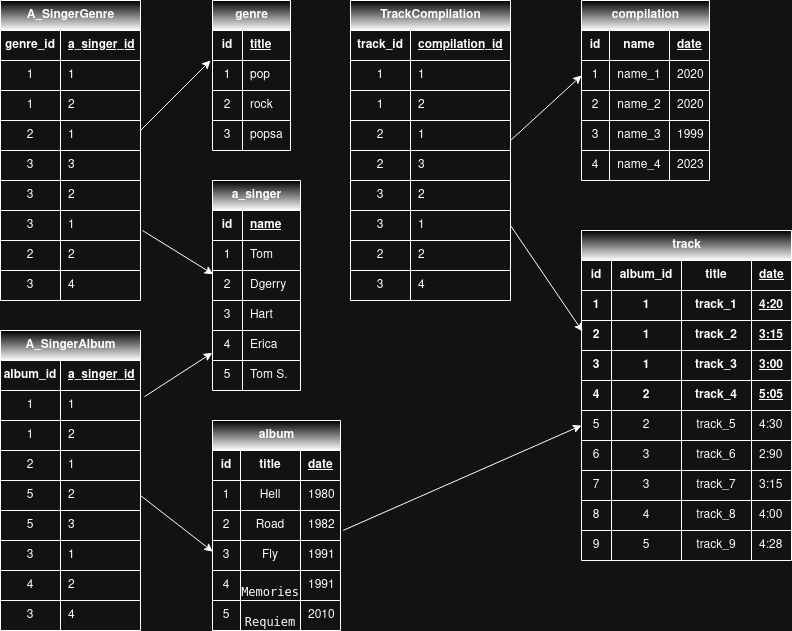 A_SingerGenre
genre_id a_singer_id
1 1
1 2
2 1
3 3
3 2
3 1
2 2
3 4
genre
id title
1 pop
2 rock
3 popsa
TrackCompilation
track_id compilation_id
1 1
1 2
2 1
2 3
3 2
3 1
2 2
3 4
compilation
id name date
1 name_1 2020
2 name_2 2020
3 name_3 1999
4 name_4 2023
a_singer
id name
1 Tom
2 Dgerry
3 Hart
4 Erica
5 Tom S.
track
id album_id title date
1 1 track_1 4:20
2 1 track_2 3:15
3 1 track_3 3:00
4 2 track_4 5:05
5 2 track_5 4:30
6 3 track_6 2:90
7 3 track_7 3:15
8 4 track_8 4:00
9 5 track_9 4:28
A_SingerAlbum
album_id a_singer_id
1 1
1 2
2 1
5 2
5 3
3 1
4 2
3 4
album
id title date
1 Hell 1980
2 Road 1982
3 Fly 1991
4 Memories 1991
5 Requiem 2010